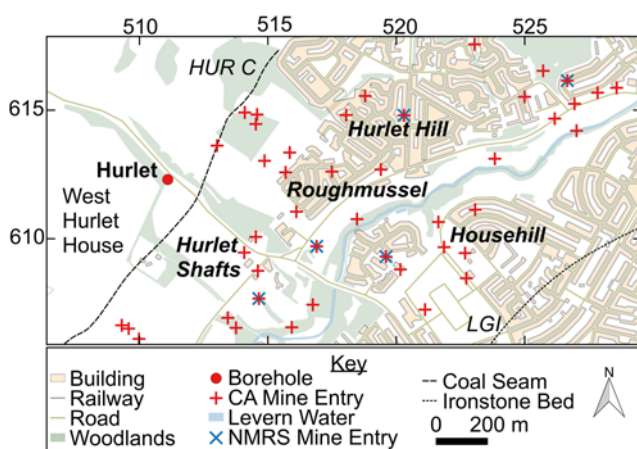 510 515 520 525
HUR C
615
Hurlet Hill
Hurlet
Roughmussel
West
Hurlet
House
610
Hurlet
Shafts
Househill
LGI
Key
Building
Railway
Road
Woodlands
Borehole
CA Mine Entry
Levern Water
NMRS Mine Entry
Coal Seam
Ironstone Bed
200 m
N